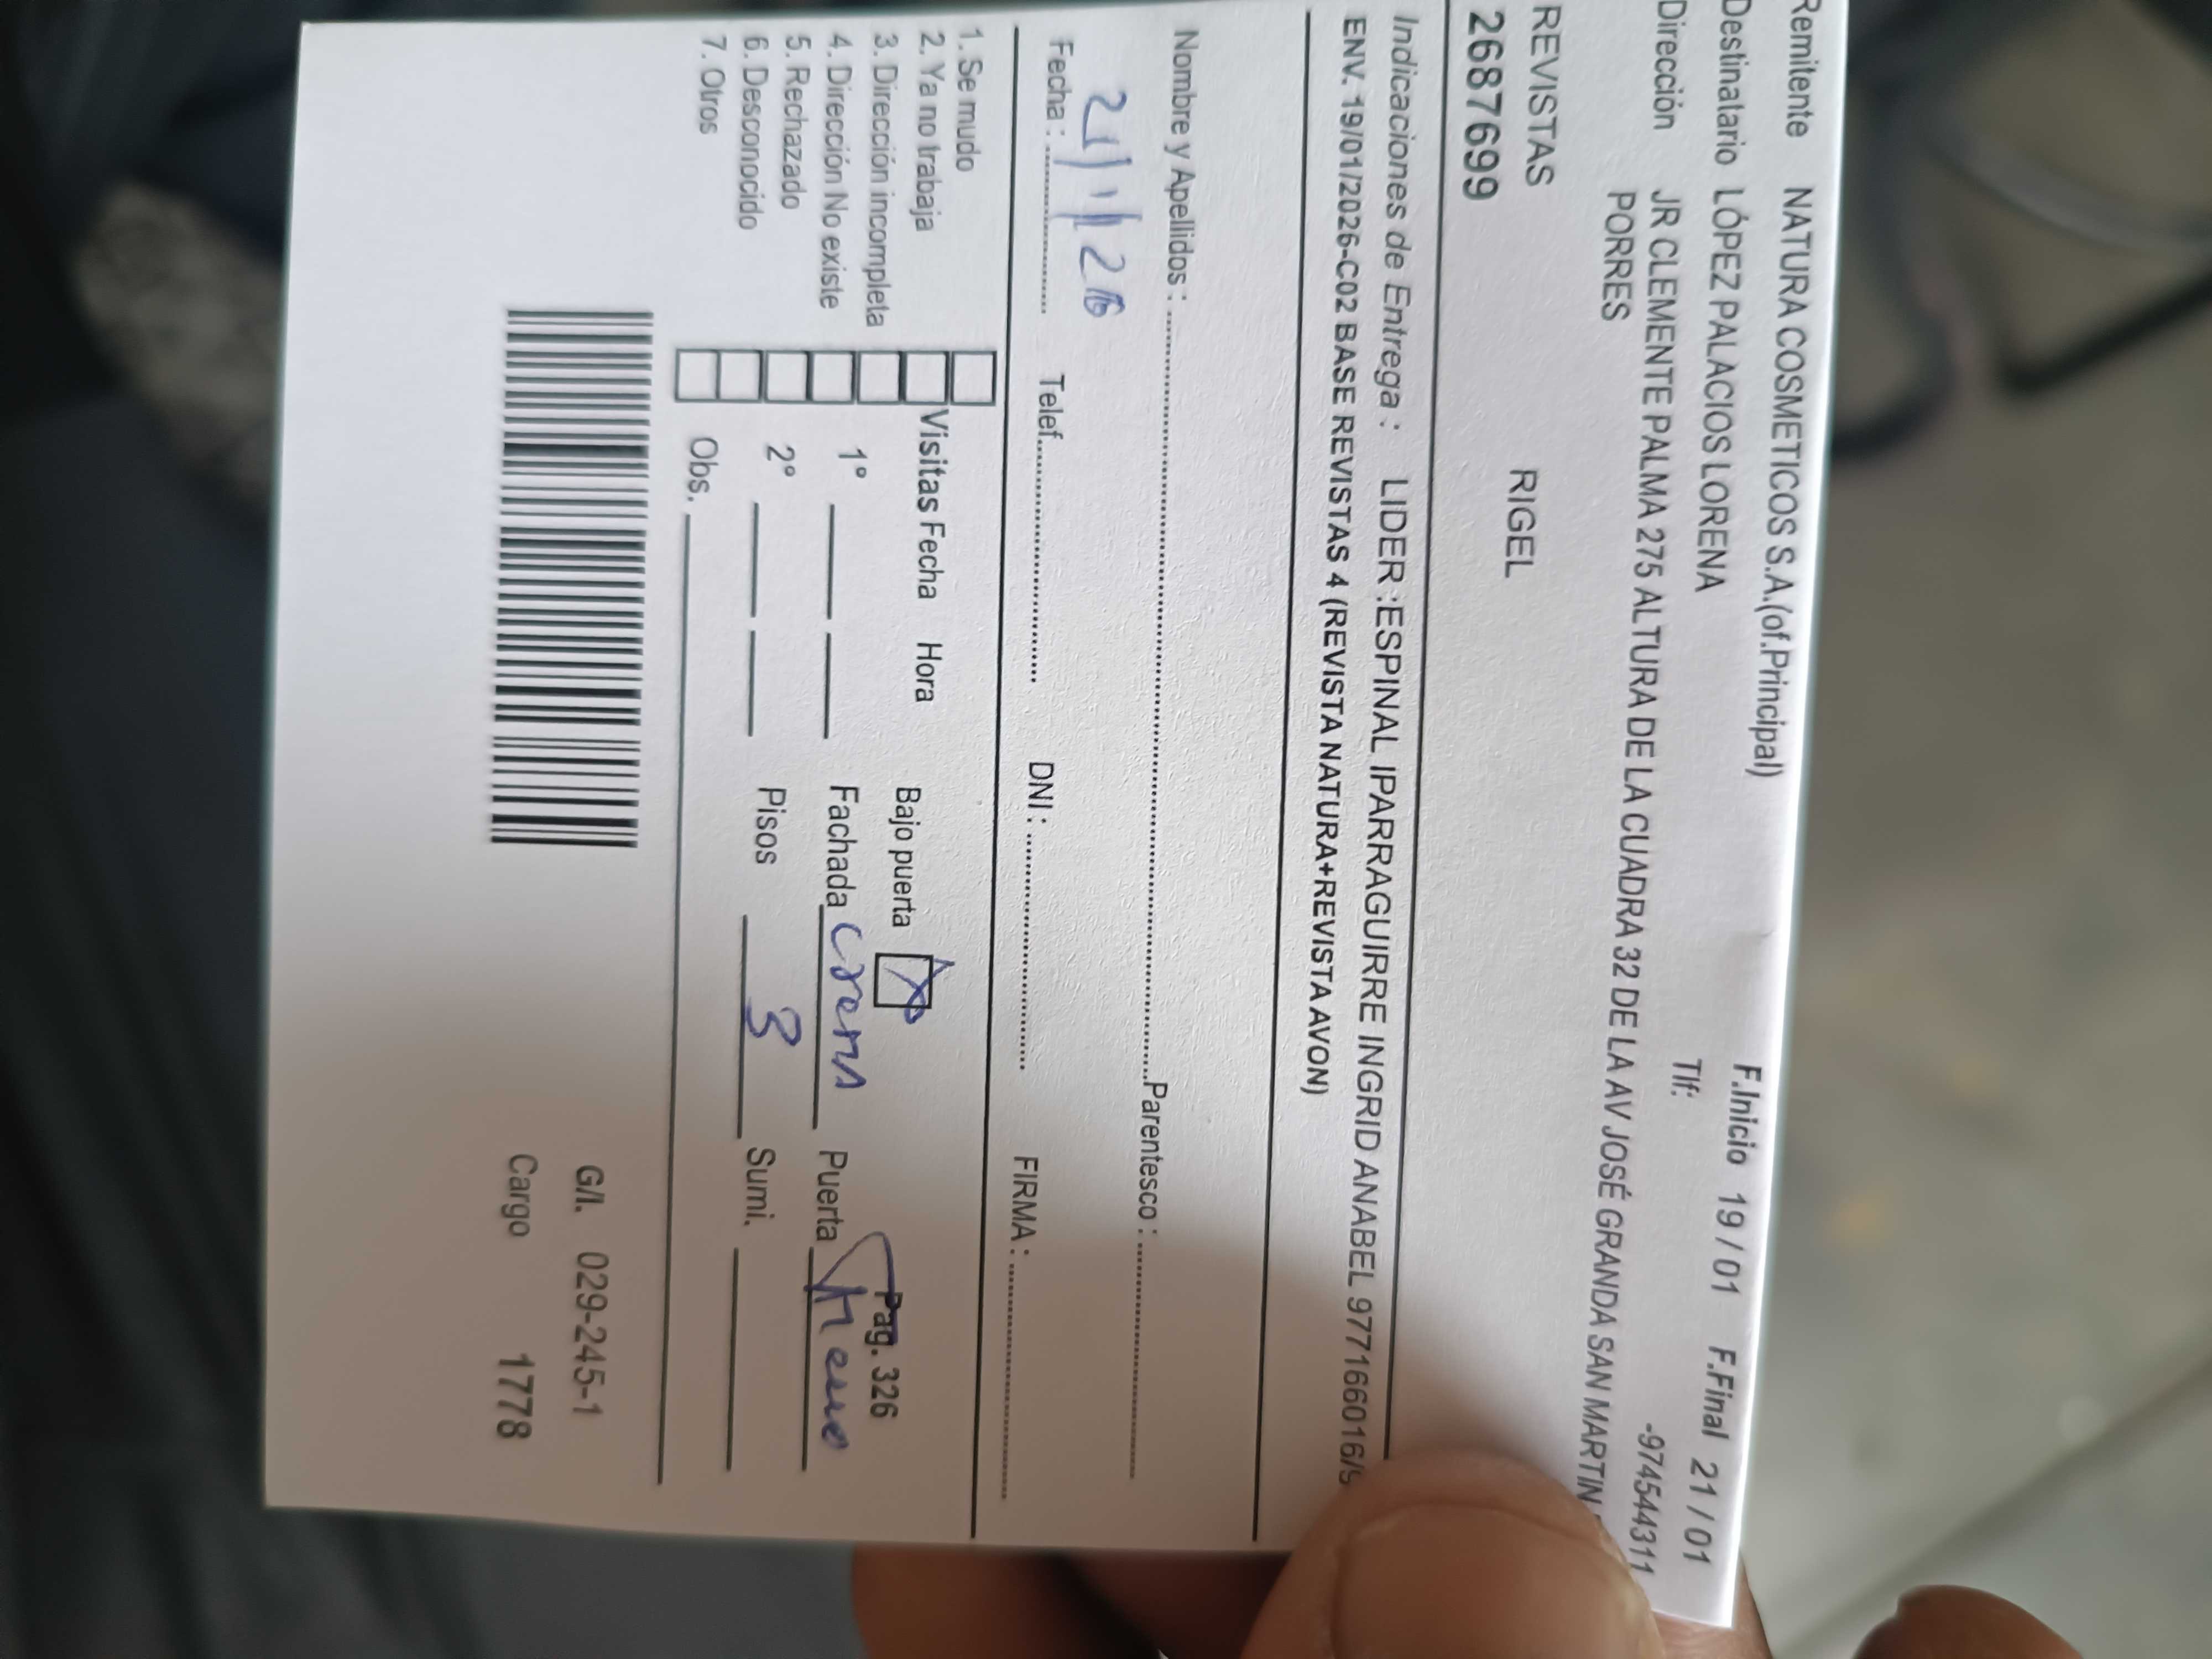 Remitente NATURA COSMETICOS S.A.(of.Principal)
Destinatario LÓPEZ PALACIOS LORENA F.Inicio 19 / 01 F.Final 21 / 01
Dirección JR CLEMENTE PALMA 275 ALTURA DE LA CUADRA 32 DE LA AV JOSÉ GRANDA SAN MARTIN
PORRES
Tlf: -974544311
REVISTAS RIGEL
26877699
Indicaciones de Entrega : LIDER :ESPINAL IPARRAGUIRRE INGRID ANABEL 977166016/
ENV. 19/01/2026-C02 BASE REVISTAS 4 (REVISTA NATURA+REVISTA AVON)
Nombre y Apellidos : Parentesco :
21/1/26
Fecha : Telef. DNI : FIRMA :
1. Se mudo
2. Ya no trabaja Visitas Fecha Hora Bajo puerta X Pag. 326
3. Dirección incompleta
4. Dirección No existe 1° Fachada crema Puerta
5. Rechazado 2° Pisos 3 Sumi.
6. Desconocido
7. Otros Obs.
G/I. 029-245-1
Cargo 1778